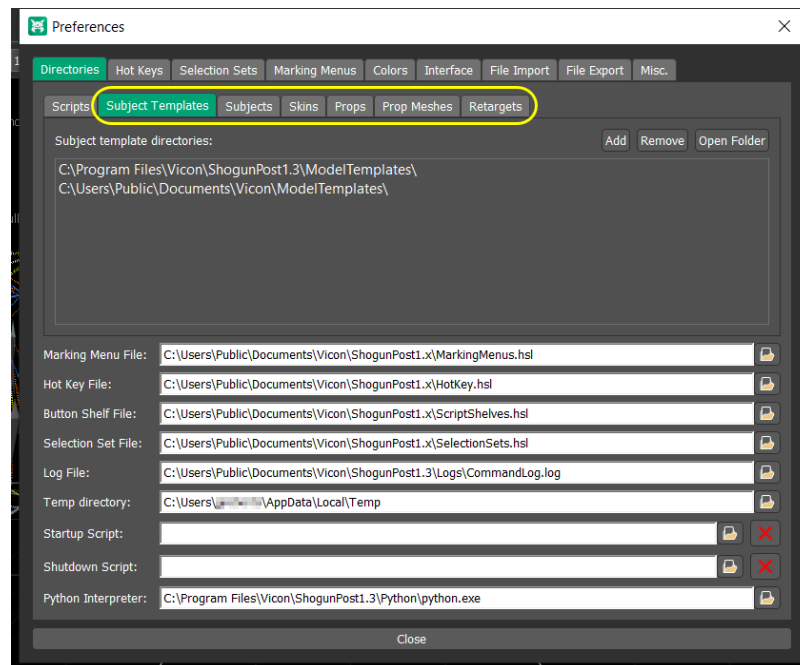 Preferences
Directories Hot Keys Selection Sets Marking Menus Colors Interface File Import File Export Misc.
Scripts Subject Templates Subjects Skins Props Prop Meshes Retargets
Subject template directories: Add Remove Open Folder
C:\Program Files\Vicon\ShogunPost1.3\ModelTemplates\
C:\Users\Public\Documents\Vicon\ModelTemplates\
Marking Menu File: C:\Users\Public\Documents\Vicon\ShogunPost1.x\MarkingMenus.hsl
Hot Key File: C:\Users\Public\Documents\Vicon\ShogunPost1.x\HotKey.hsl
Button Shelf File: C:\Users\Public\Documents\Vicon\ShogunPost1.x\ScriptShelves.hsl
Selection Set File: C:\Users\Public\Documents\Vicon\ShogunPost1.x\SelectionSets.hsl
Log File: C:\Users\Public\Documents\Vicon\ShogunPost1.3\Logs\CommandLog.log
Temp directory: C:\Users\ \AppData\Local\Temp
Startup Script:
Shutdown Script:
Python Interpreter: C:\Program Files\Vicon\ShogunPost1.3\Python\python.exe
Close